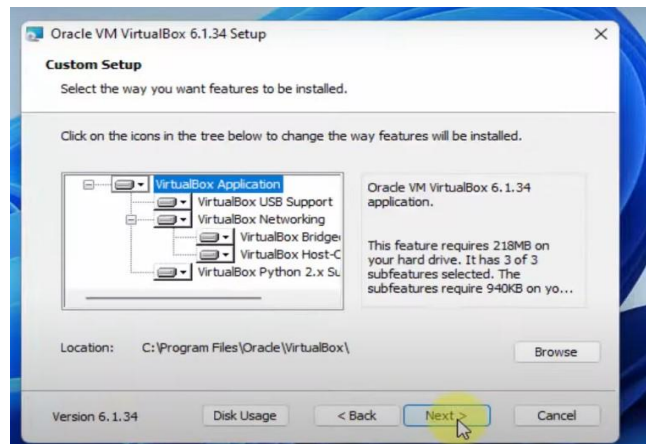 Oracle VM VirtualBox 6.1.34 Setup
Custom Setup
Select the way you want features to be installed.
Click on the icons in the tree below to change the way features will be installed.
VirtualBox Application
VirtualBox USB Support
VirtualBox Networking
VirtualBox Bridge
VirtualBox Host-C
VirtualBox Python 2.x Su
Oracle VM VirtualBox 6.1.34
application.
This feature requires 218MB on
your hard drive. It has 3 of 3
subfeatures selected. The
subfeatures require 940KB on yo...
Location: C:\Program Files\Oracle\VirtualBox\
Browse
Version 6.1.34
Disk Usage
< Back
Next >
Cancel